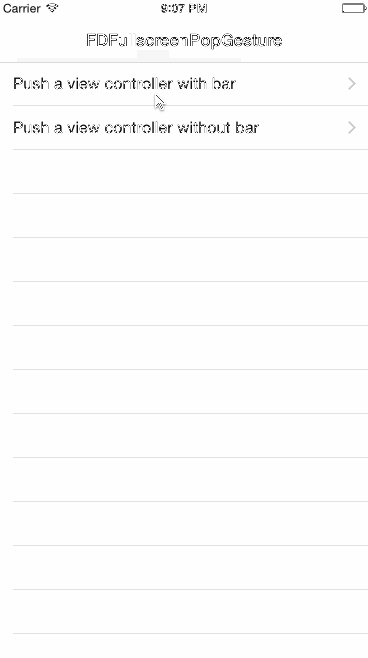 Carrier 9:07 PM
FDFullscreenPopGesture
Push a view controller with bar
Push a view controller without bar